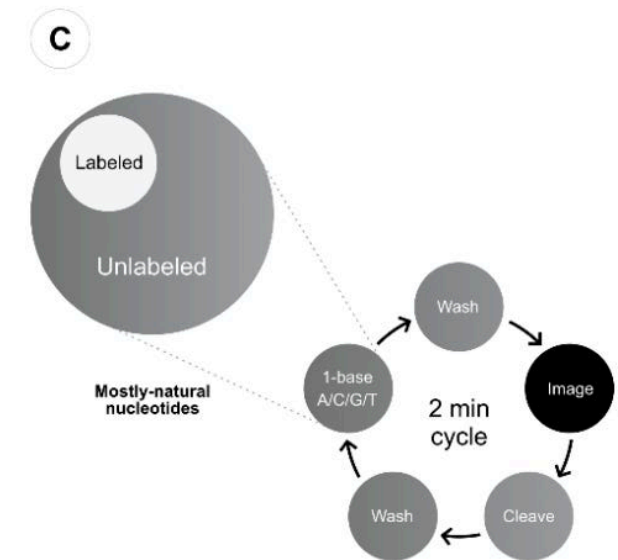 C
Labeled
Unlabeled
Mostly-natural
nucleotides
1-base
A/C/G/T
Wash
Image
2 min
cycle
Wash
Cleave